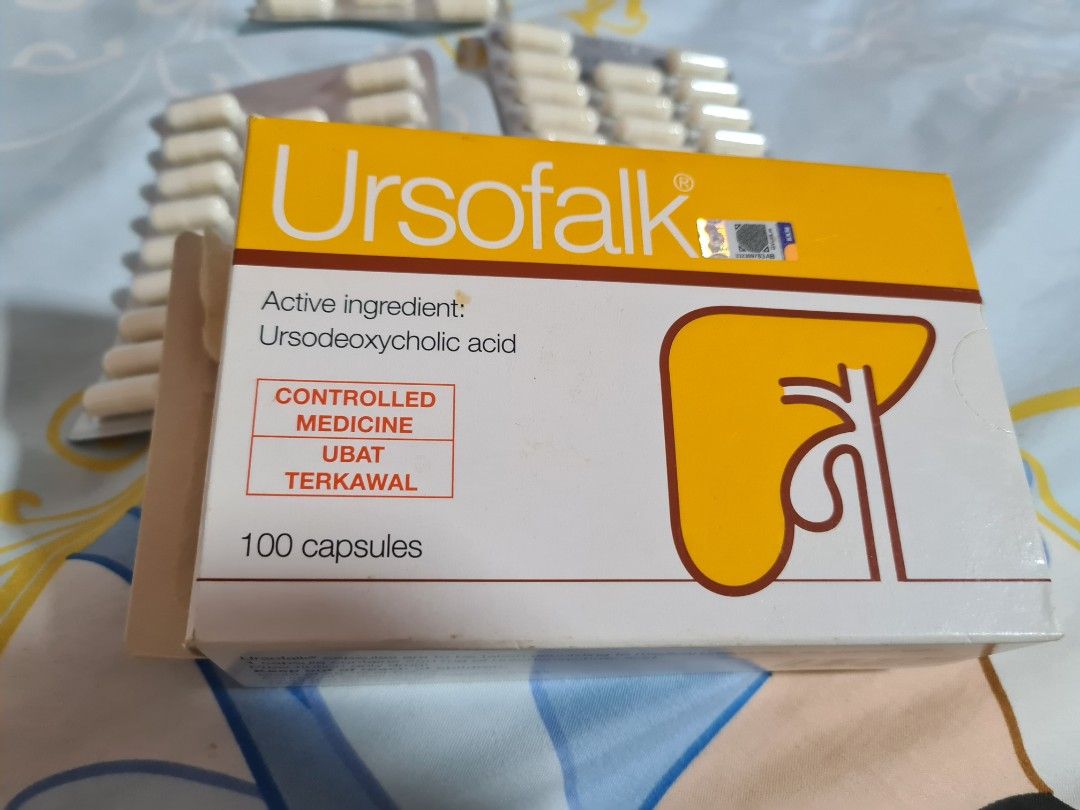 Ursofalk®
Active ingredient:
Ursodeoxycholic acid
CONTROLLED
MEDICINE
UBAT
TERKAWAL
100 capsules